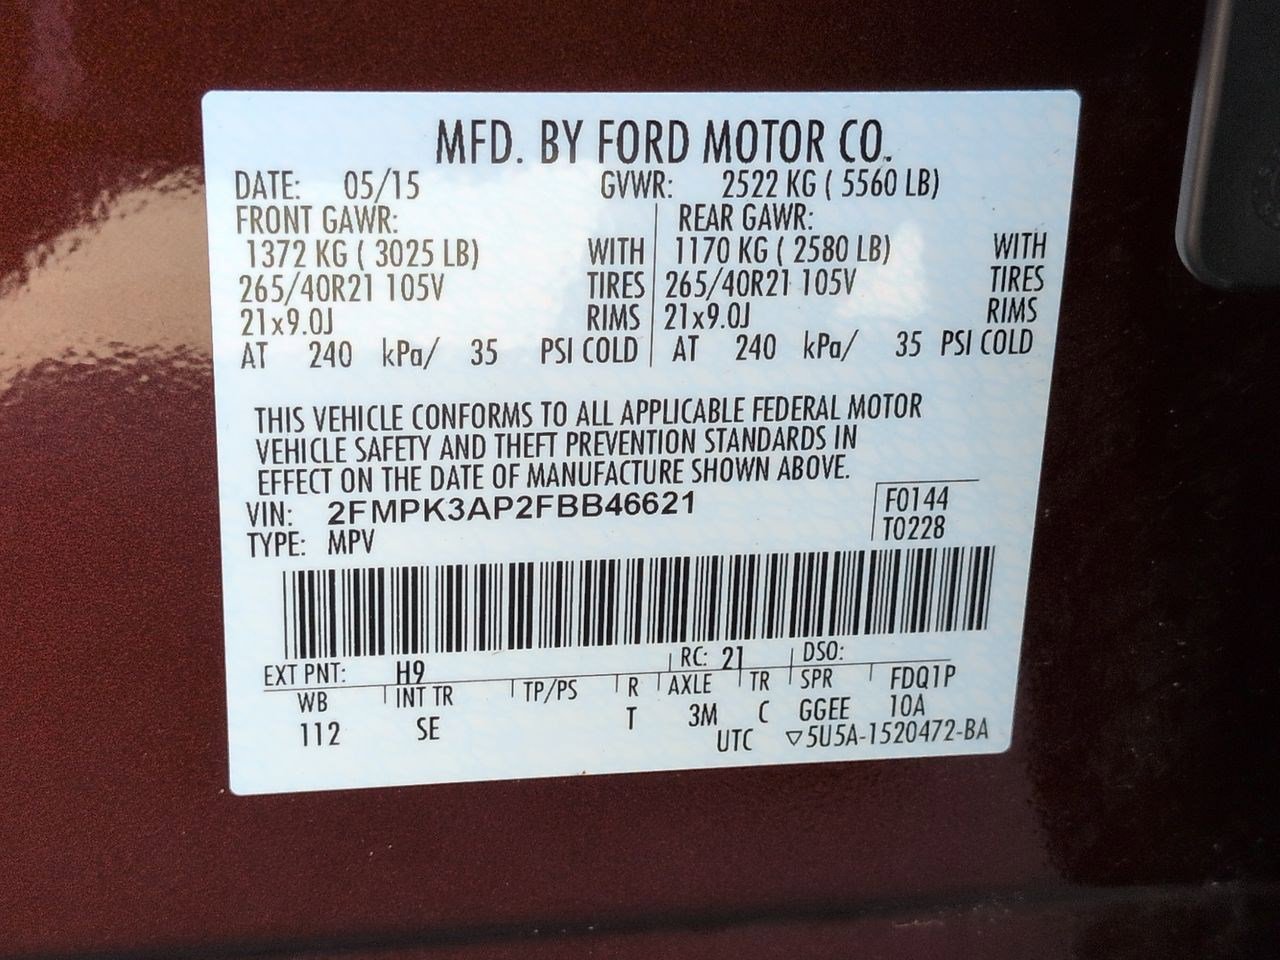 MFD. BY FORD MOTOR CO.
DATE: 05/15 GVWR: 2522 KG ( 5560 LB)
FRONT GAWR: REAR GAWR:
1372 KG ( 3025 LB) WITH 1170 KG ( 2580 LB) WITH
265/40R21 105V TIRES 265/40R21 105V TIRES
21x9.0J RIMS 21x9.0J RIMS
AT 240 kPa/ 35 PSI COLD AT 240 kPa/ 35 PSI COLD
THIS VEHICLE CONFORMS TO ALL APPLICABLE FEDERAL MOTOR
VEHICLE SAFETY AND THEFT PREVENTION STANDARDS IN
EFFECT ON THE DATE OF MANUFACTURE SHOWN ABOVE.
VIN: 2FMPK3AP2FBB46621 F0144
TYPE: MPV T0228
EXT PNT: H9 RC: 21 DSO:
WB INT TR TP/PS R AXLE TR SPR FDQ1P
112 SE T 3M C GGEE 10A
UTC ▽5U5A-1520472-BA